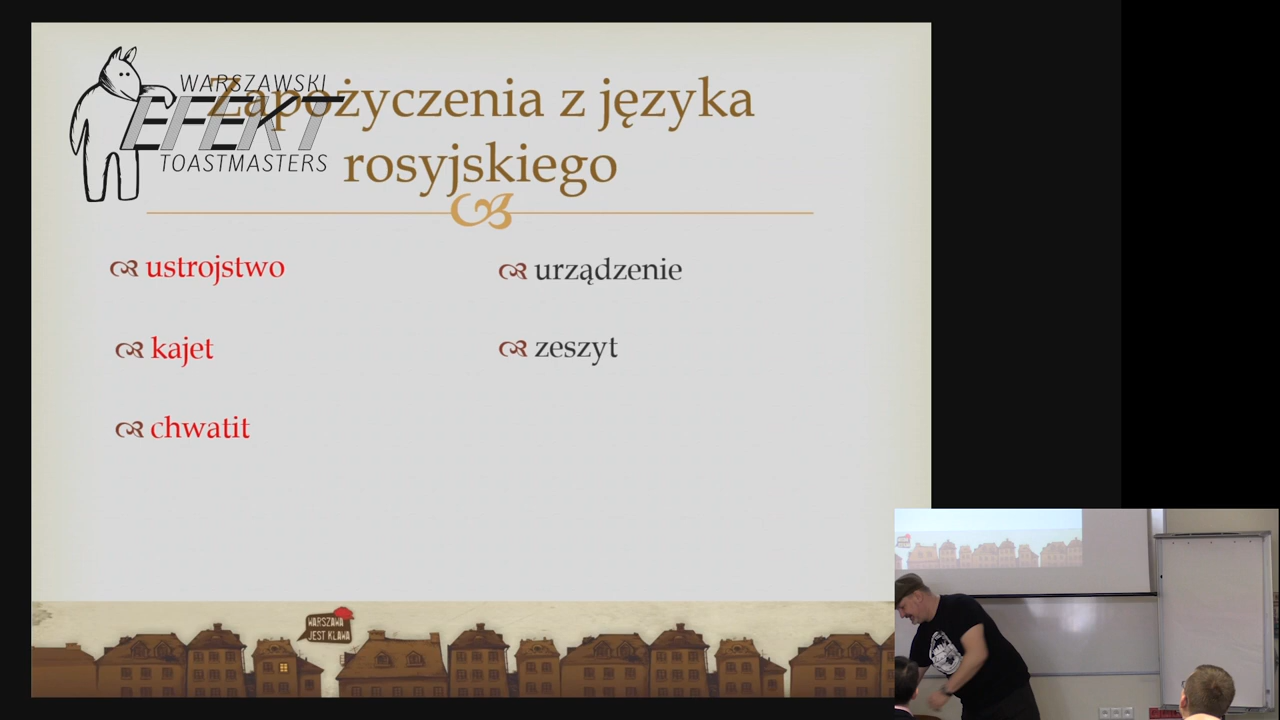 WARSZAWSKI
EFEKT
TOASTMASTERS
Zapożyczenia z języka
rosyjskiego
ustrojstwo
urządzenie
kajet
zeszyt
chwatit
WARSZAWA
JEST KLAWA